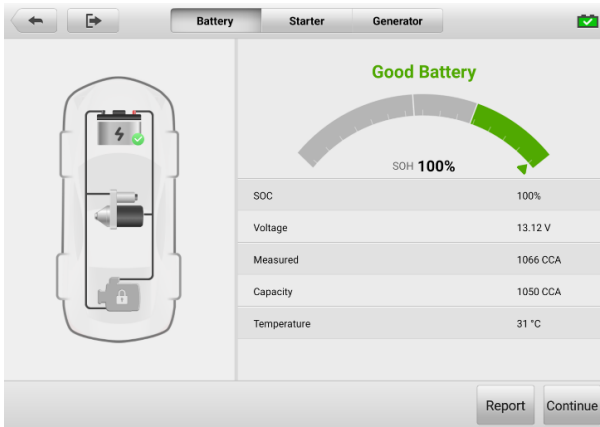 Battery Starter Generator
Good Battery
SOH 100%
SOC 100%
Voltage 13.12 V
Measured 1066 CCA
Capacity 1050 CCA
Temperature 31 °C
Report Continue